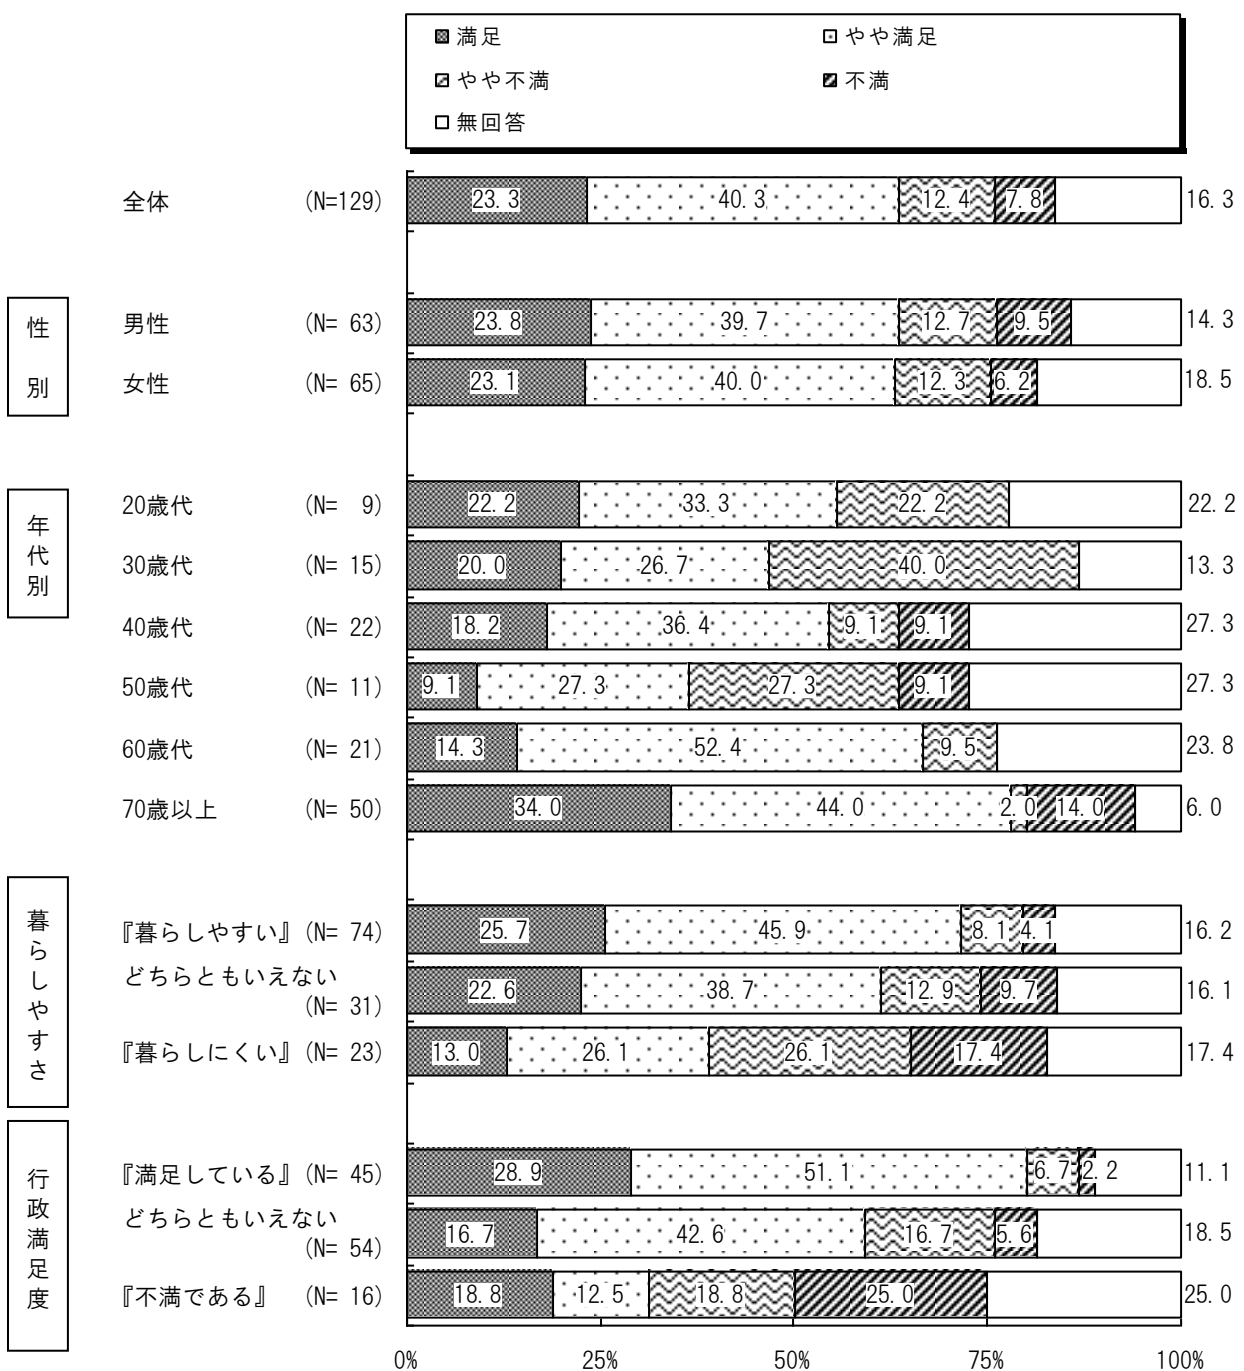 満足 やや満足
やや不満 不満
無回答
全体 (N=129) 23.3 40.3 12.4 7.8 16.3
性別
男性 (N= 63) 23.8 39.7 12.7 9.5 14.3
女性 (N= 65) 23.1 40.0 12.3 6.2 18.5
年代別
20歳代 (N= 9) 22.2 33.3 22.2 22.2
30歳代 (N= 15) 20.0 26.7 40.0 13.3
40歳代 (N= 22) 18.2 36.4 9.1 9.1 27.3
50歳代 (N= 11) 9.1 27.3 27.3 9.1 27.3
60歳代 (N= 21) 14.3 52.4 9.5 23.8
70歳以上 (N= 50) 34.0 44.0 2.0 14.0 6.0
暮らしやすさ
『暮らしやすい』(N= 74) 25.7 45.9 8.1 4.1 16.2
どちらともいえない
(N= 31) 22.6 38.7 12.9 9.7 16.1
『暮らしにくい』(N= 23) 13.0 26.1 26.1 17.4 17.4
行政満足度
『満足している』(N= 45) 28.9 51.1 6.7 2.2 11.1
どちらともいえない
(N= 54) 16.7 42.6 16.7 5.6 18.5
『不満である』 (N= 16) 18.8 12.5 18.8 25.0 25.0
0% 25% 50% 75% 100%